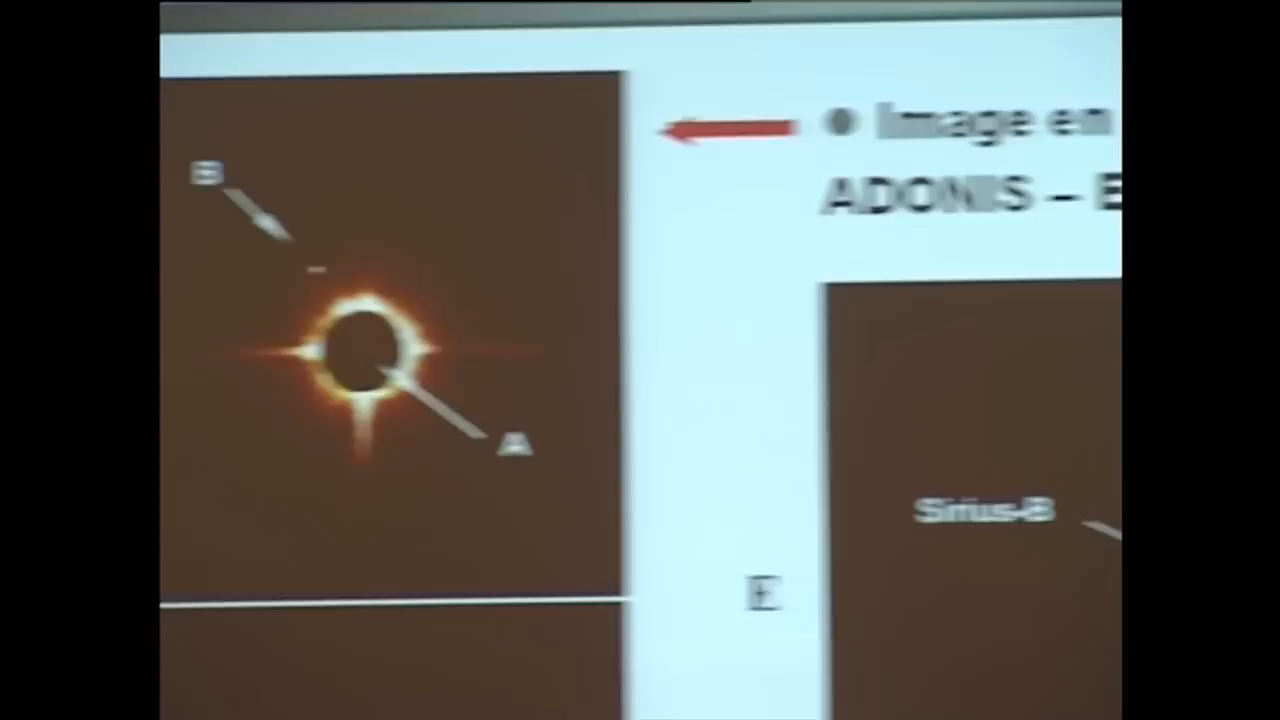 B
A
● Image en
ADONIS – E
Sirius-B
E